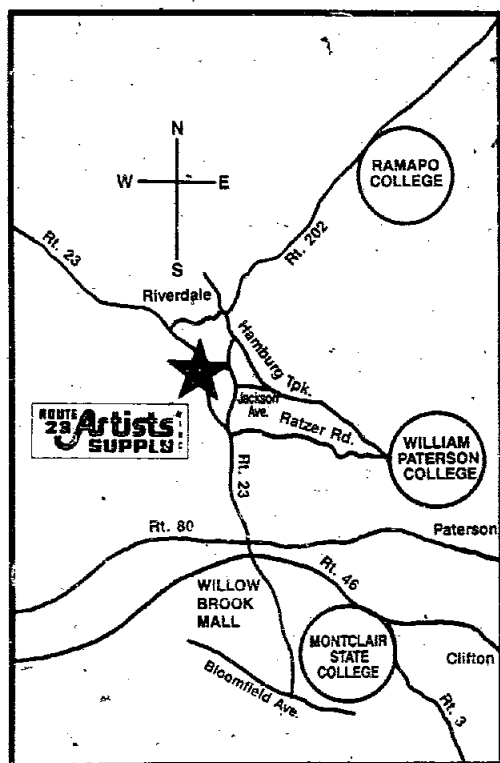 N
W E
S
RAMAPO
COLLEGE
Rt. 23
Rt. 202
Riverdale
Hamburg Tpk.
Jackson
Ave.
Ratzer Rd.
ROUTE
23 Artists
SUPPLY
INC.
WILLIAM
PATERSON
COLLEGE
Rt. 23
Rt. 80
Paterson
Rt. 46
WILLOW
BROOK
MALL
MONTCLAIR
STATE
COLLEGE
Clifton
Bloomfield Ave.
Rt. 3